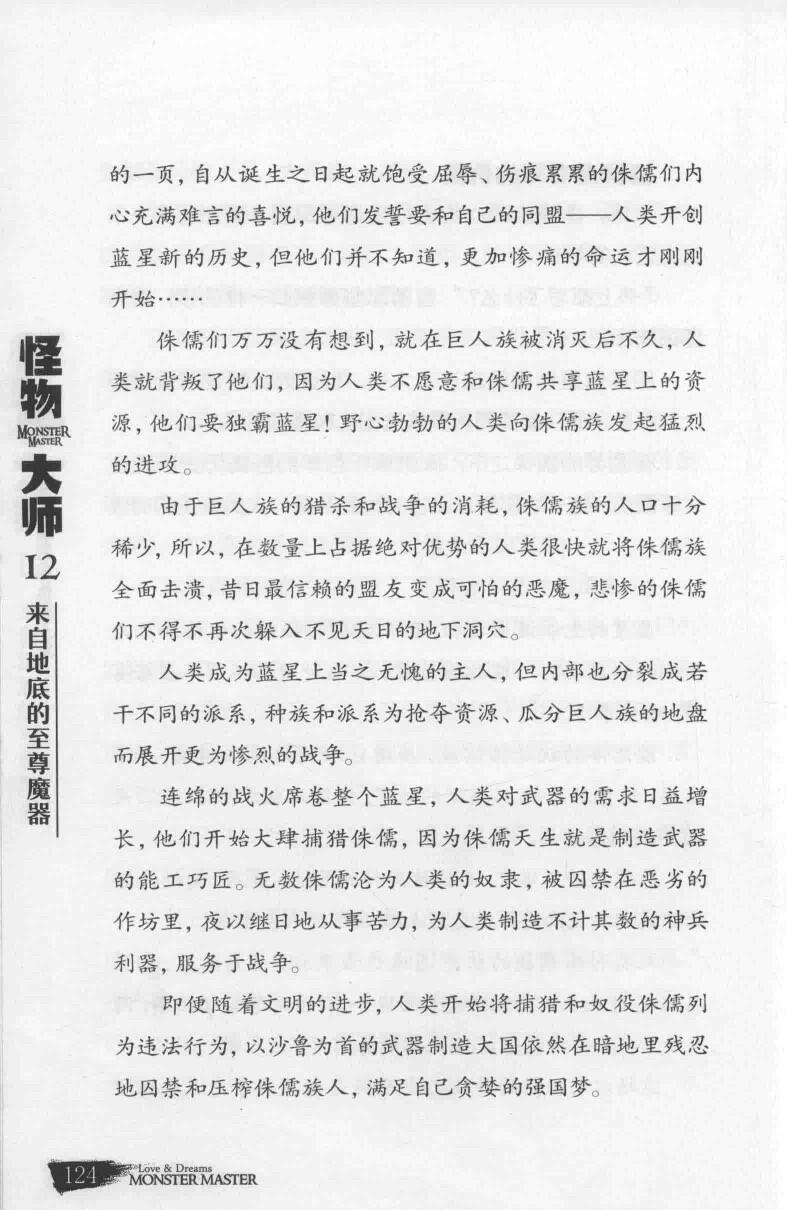 的一页，自从诞生之日起就饱受屈辱、伤痕累累的侏儒们内
心充满难言的喜悦，他们发誓要和自己的同盟——人类开创
蓝星新的历史，但他们并不知道，更加惨痛的命运才刚刚
开始……
侏儒们万万没有想到，就在巨人族被消灭后不久，人
类就背叛了他们，因为人类不愿意和侏儒共享蓝星上的资
源，他们要独霸蓝星！野心勃勃的人类向侏儒族发起猛烈
的进攻。
由于巨人族的猎杀和战争的消耗，侏儒族的人口十分
稀少，所以，在数量上占据绝对优势的人类很快就将侏儒族
全面击溃，昔日最信赖的盟友变成可怕的恶魔，悲惨的侏儒
们不得不再次躲入不见天日的地下洞穴。
人类成为蓝星上当之无愧的主人，但内部也分裂成若
干不同的派系，种族和派系为抢夺资源、瓜分巨人族的地盘
而展开更为惨烈的战争。
连绵的战火席卷整个蓝星，人类对武器的需求日益增
长，他们开始大肆捕猎侏儒，因为侏儒天生就是制造武器
的能工巧匠。无数侏儒沦为人类的奴隶，被囚禁在恶劣的
作坊里，夜以继日地从事苦力，为人类制造不计其数的神兵
利器，服务于战争。
即便随着文明的进步，人类开始将捕猎和奴役侏儒列
为违法行为，以沙鲁为首的武器制造大国依然在暗地里残忍
地囚禁和压榨侏儒族人，满足自己贪婪的强国梦。
怪物
MONSTER
MASTER
大师
12
来自地底的至尊魔器
124
Love & Dreams
MONSTER MASTER